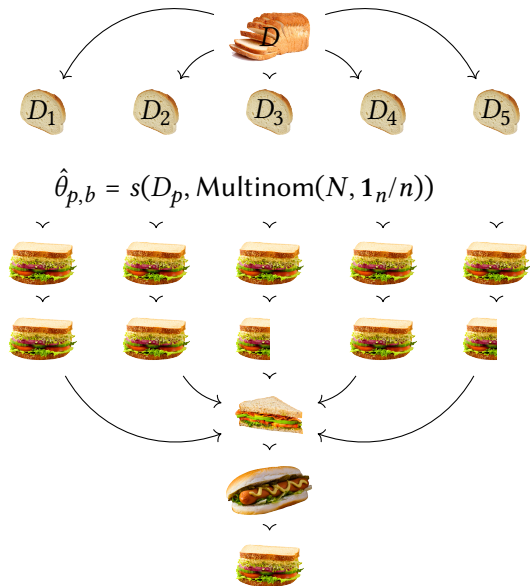 D
D₁ D₂ D₃ D₄ D₅
θ̂ₚ,b = s(Dₚ, Multinom(N, 𝟏ₙ/n))